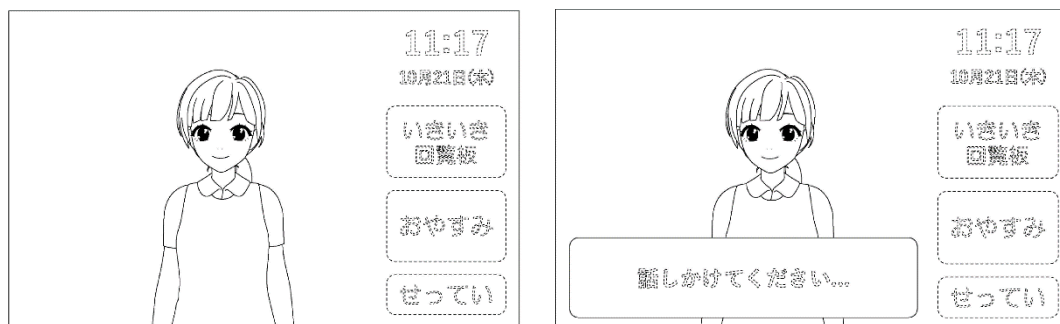 11:17
10月21日(水)
いきいき
回覧板
おやすみ
せってい
11:17
10月21日(水)
いきいき
回覧板
おやすみ
話しかけてください...
せってい